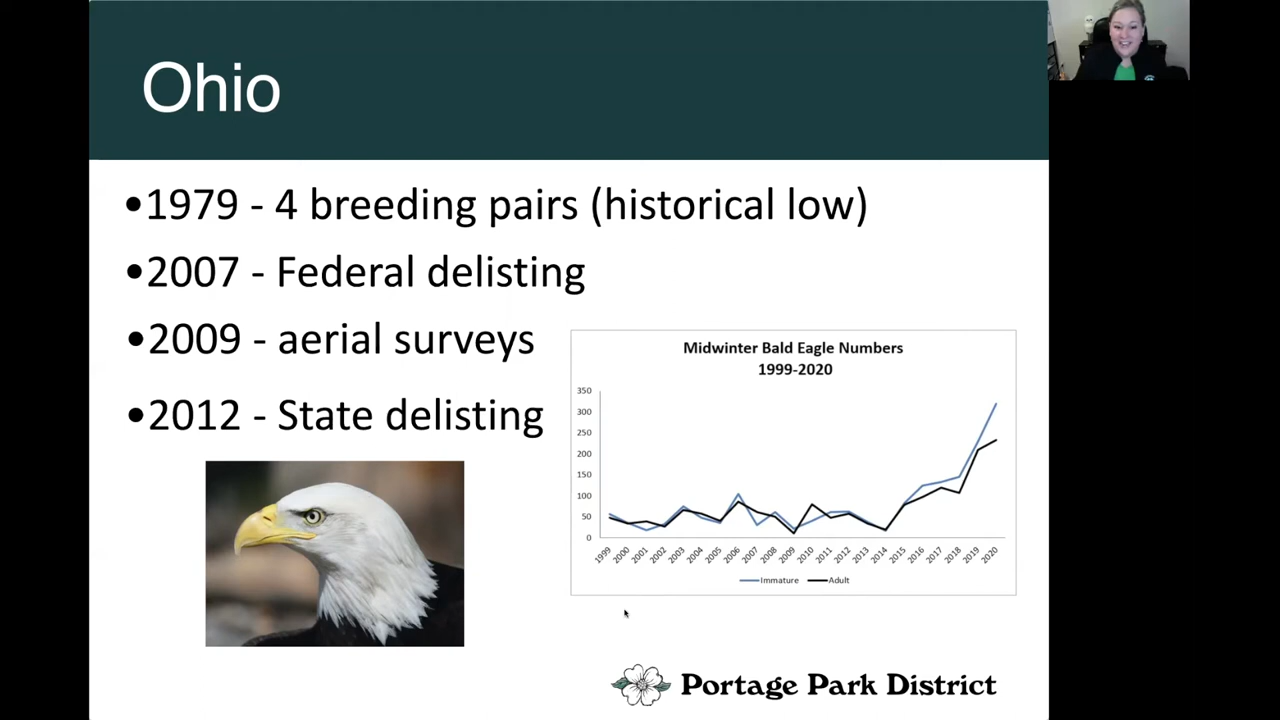 Ohio
•1979 - 4 breeding pairs (historical low)
•2007 - Federal delisting
•2009 - aerial surveys
•2012 - State delisting
Midwinter Bald Eagle Numbers
1999-2020
350
300
250
200
150
100
50
0
1999 2000 2001 2002 2003 2004 2005 2006 2007 2008 2009 2010 2011 2012 2013 2014 2015 2016 2017 2018 2019 2020
Immature Adult
Portage Park District